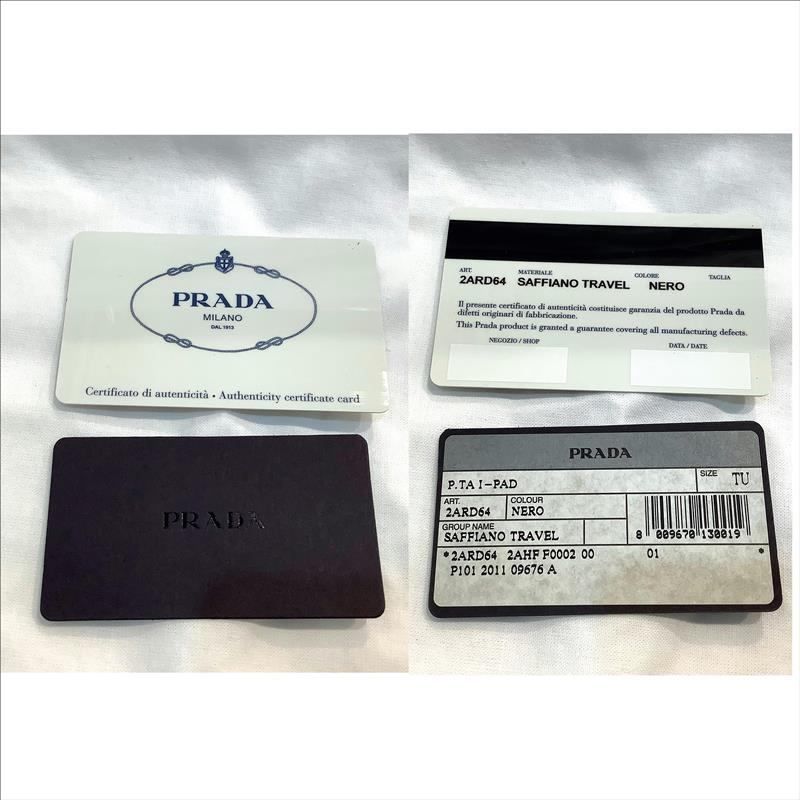 PRADA
MILANO
DAL 1913
Certificato di autenticità • Authenticity certificate card
PRADA
ART. MATERIALE COLORE TAGLIA
2ARD64 SAFFIANO TRAVEL NERO
Il presente certificato di autenticità costituisce garanzia del prodotto Prada da
difetti originari di fabbricazione.
This Prada product is granted a guarantee covering all manufacturing defects.
NEGOZIO / SHOP DATA / DATE
PRADA
P.TA I-PAD SIZE TU
ART. COLOUR
2ARD64 NERO
GROUP NAME
SAFFIANO TRAVEL
8 009670 130019
*2ARD64 2AHF F0002 00 01 *
P101 2011 09676 A